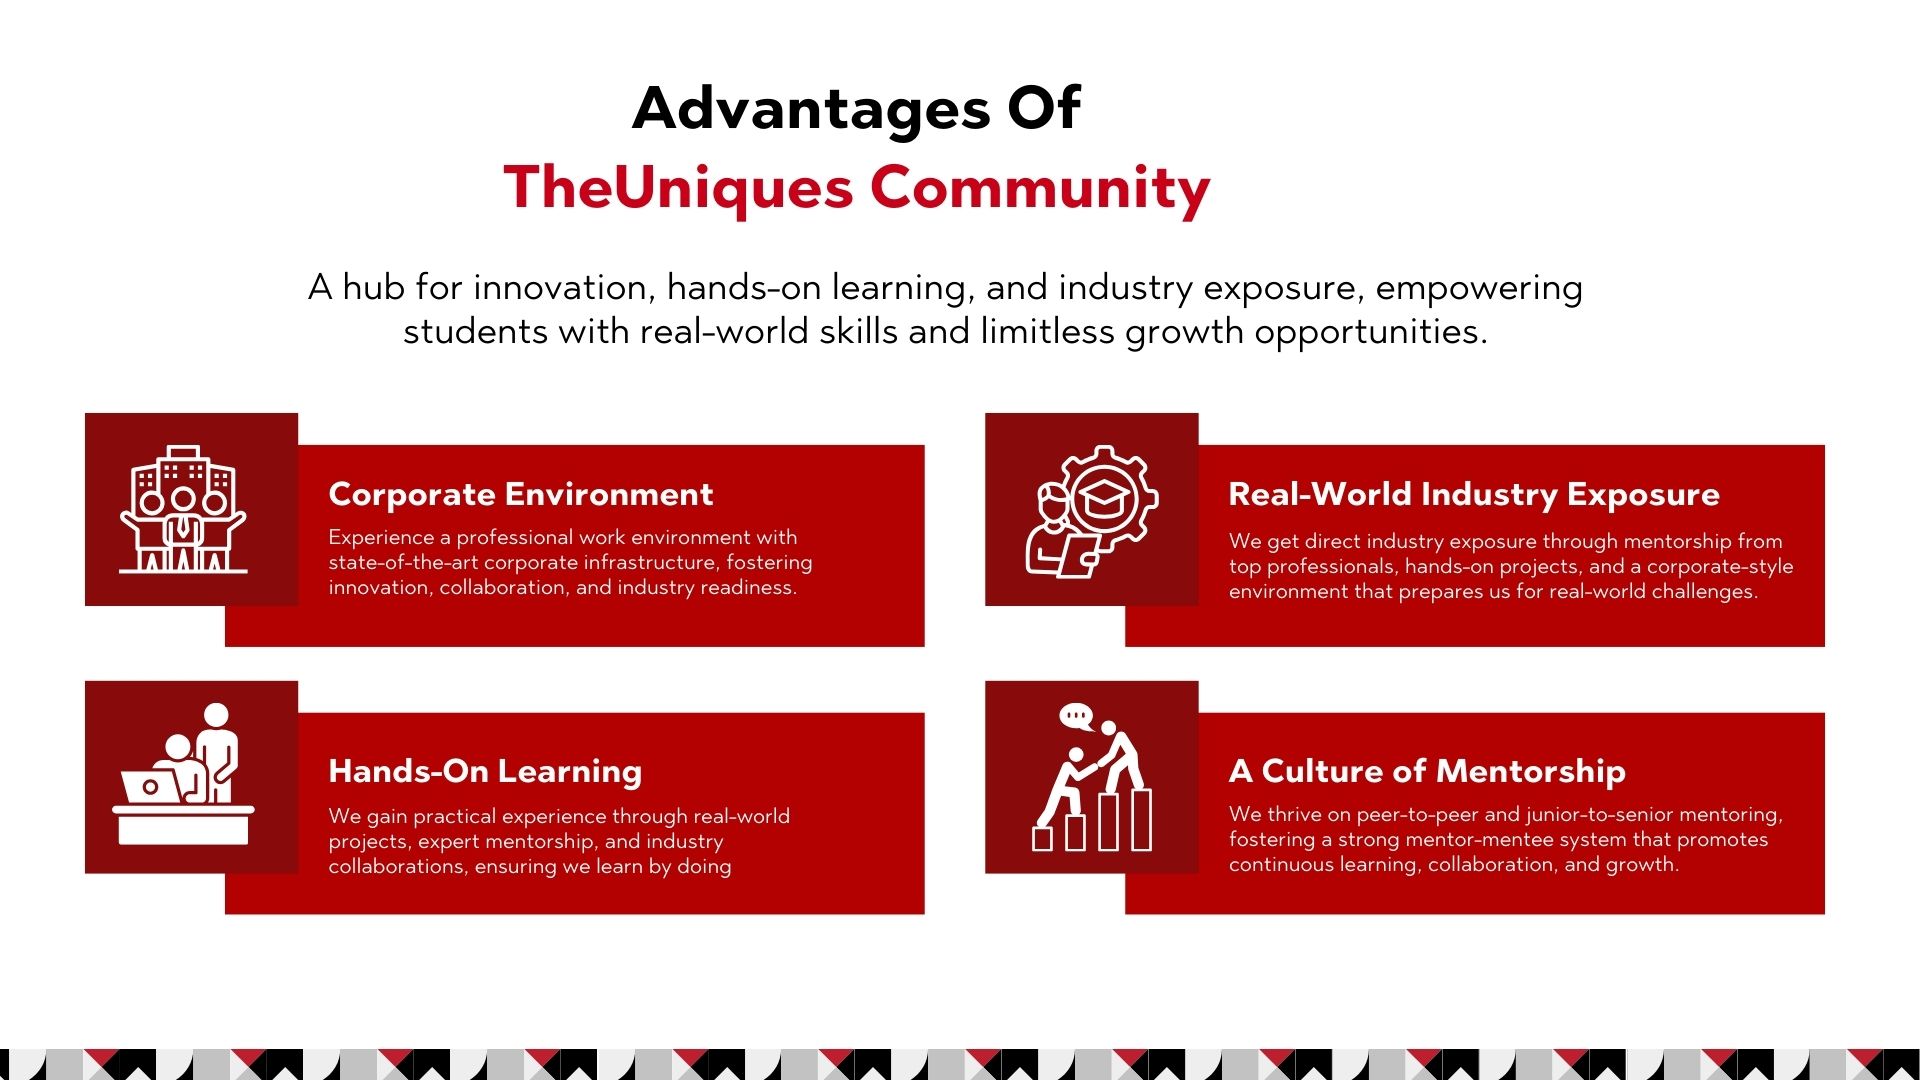 Advantages Of
TheUniques Community
A hub for innovation, hands-on learning, and industry exposure, empowering
students with real-world skills and limitless growth opportunities.
Corporate Environment
Experience a professional work environment with
state-of-the-art corporate infrastructure, fostering
innovation, collaboration, and industry readiness.
Real-World Industry Exposure
We get direct industry exposure through mentorship from
top professionals, hands-on projects, and a corporate-style
environment that prepares us for real-world challenges.
Hands-On Learning
We gain practical experience through real-world
projects, expert mentorship, and industry
collaborations, ensuring we learn by doing
A Culture of Mentorship
We thrive on peer-to-peer and junior-to-senior mentoring,
fostering a strong mentor-mentee system that promotes
continuous learning, collaboration, and growth.